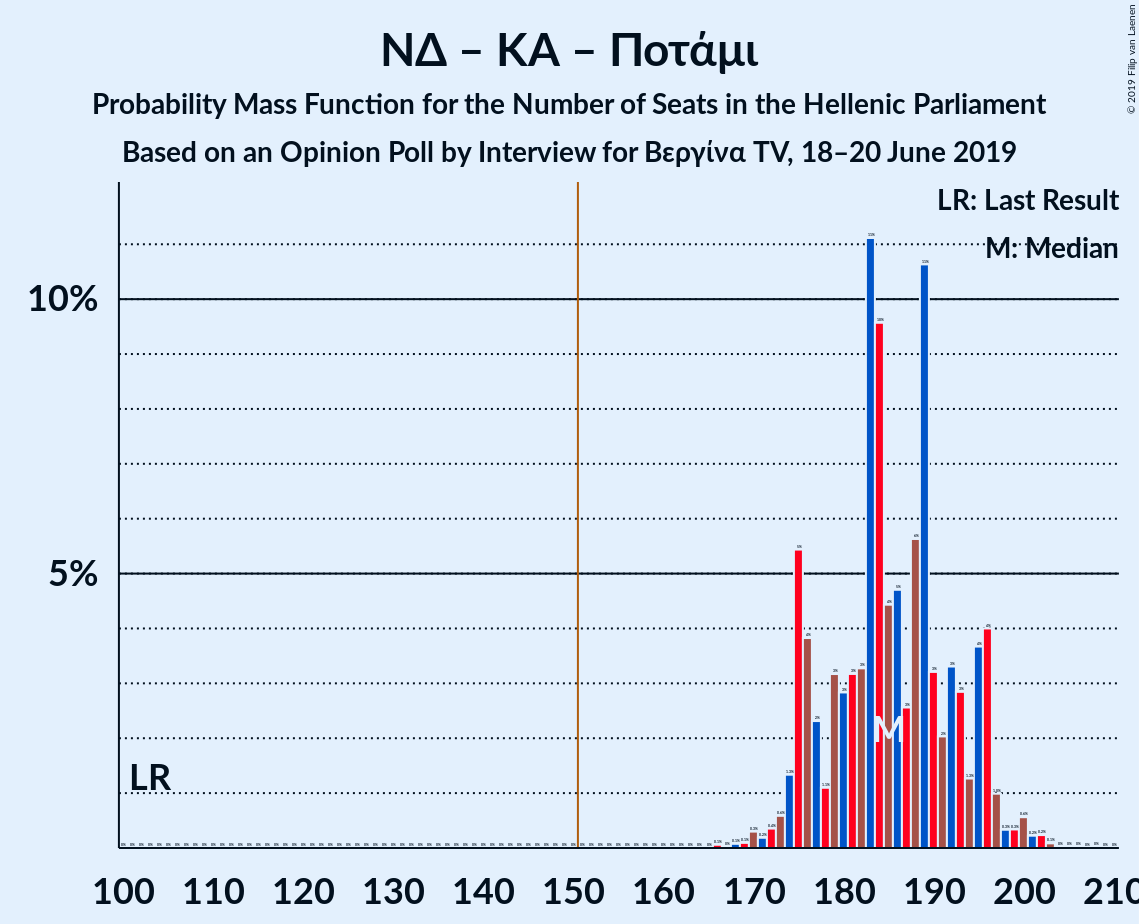 ΝΔ – ΚΑ – Ποτάμι
Probability Mass Function for the Number of Seats in the Hellenic Parliament
Based on an Opinion Poll by Interview for Βεργίνα TV, 18–20 June 2019
© 2019 Filip van Laenen
LR: Last Result
M: Median
10%
5%
LR
M
100 110 120 130 140 150 160 170 180 190 200 210